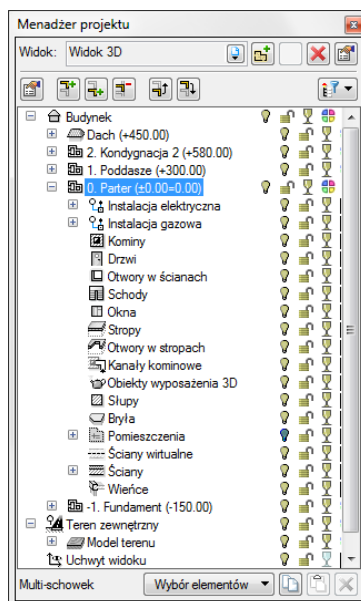 Menadżer projektu
Widok: Widok 3D
Budynek
Dach (+450.00)
2. Kondygnacja 2 (+580.00)
1. Poddasze (+300.00)
0. Parter (±0.00=0.00)
Instalacja elektryczna
Instalacja gazowa
Kominy
Drzwi
Otwory w ścianach
Schody
Okna
Stropy
Otwory w stropach
Kanały kominowe
Obiekty wyposażenia 3D
Słupy
Bryła
Pomieszczenia
Ściany wirtualne
Ściany
Wieńce
-1. Fundament (-150.00)
Teren zewnętrzny
Model terenu
Uchwyt widoku
Multi-schowek Wybór elementów